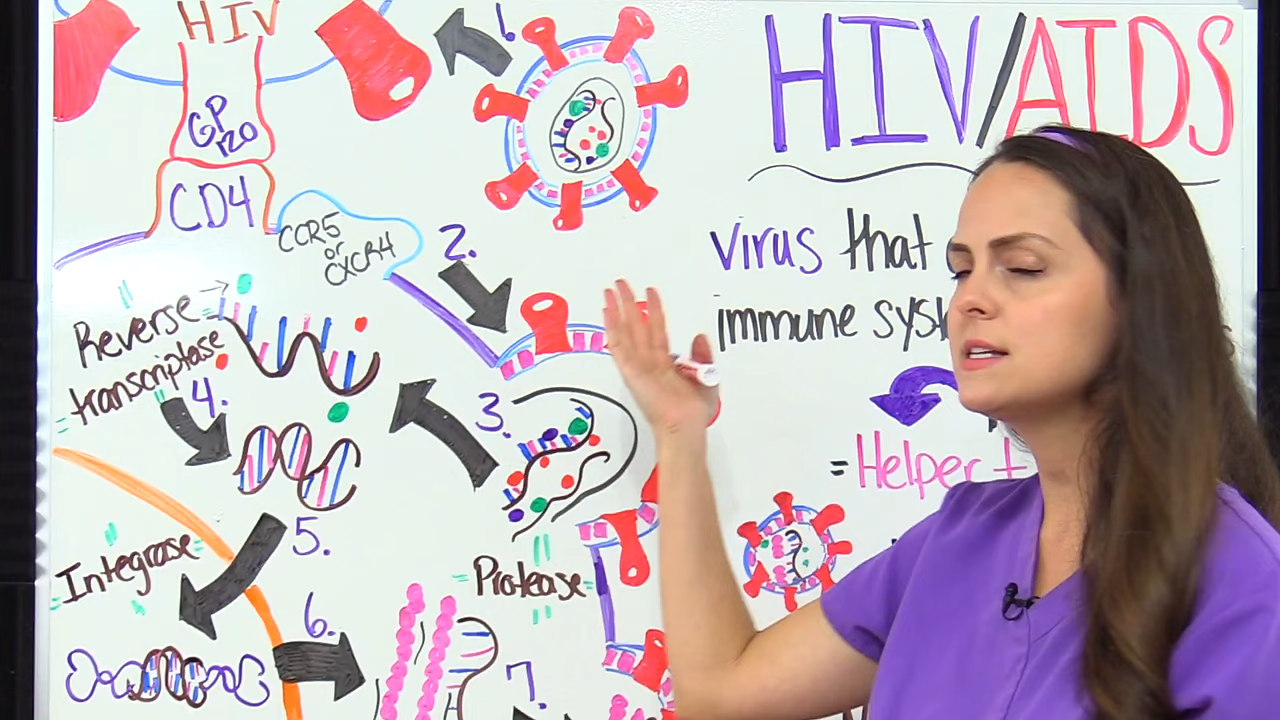 HIV
GP
120
CD4
CCR5
or
CXCR4
1.
2.
Reverse
transcriptase
3.
4.
5.
Integrase
6.
Protease
7.
HIV/AIDS
virus that
immune
= Helper t